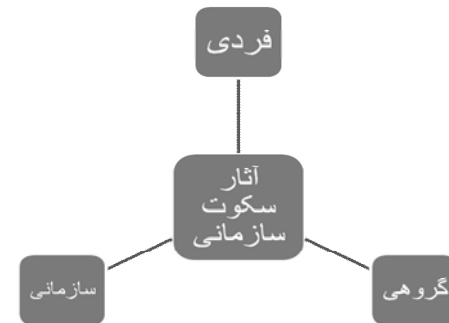 فردی
آثار
سکوت
سازمانی
گروهی
سازمانی